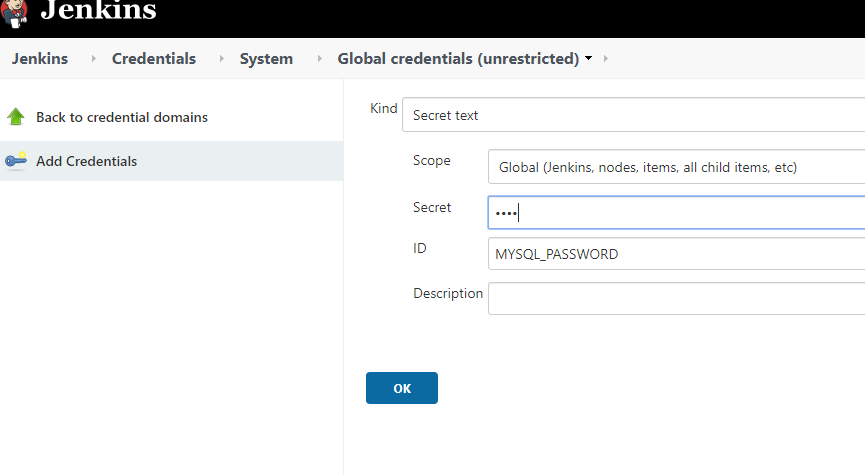 Jenkins
Jenkins Credentials System Global credentials (unrestricted)
Back to credential domains
Add Credentials
Kind Secret text
Scope Global (Jenkins, nodes, items, all child items, etc)
Secret ••••
ID MYSQL_PASSWORD
Description
OK